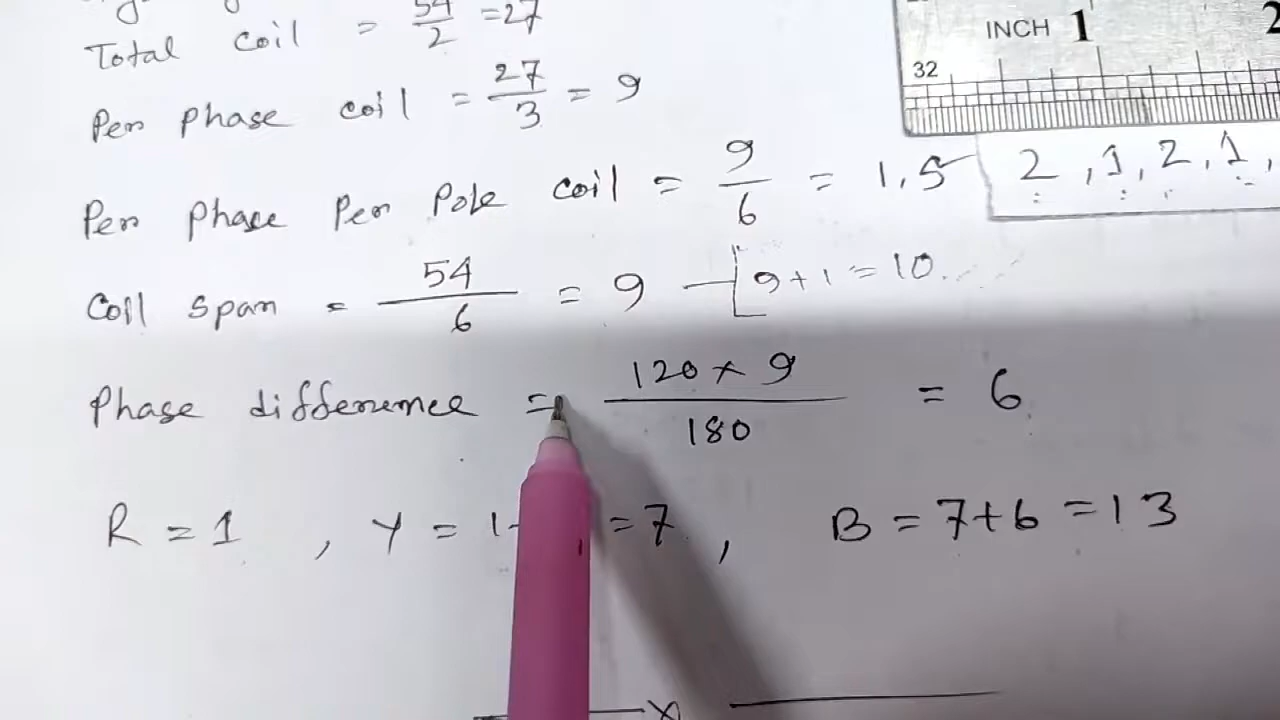 Total coil = 54/2 = 27
INCH 1 2
32
Per phase coil = 27/3 = 9
Per phase per pole coil = 9/6 = 1.5
2, 1, 2, 1,
Coil span = 54/6 = 9 [9+1 = 10
Phase difference = 120 × 9/180 = 6
R = 1, Y = 1 = 7, B = 7+6 = 13